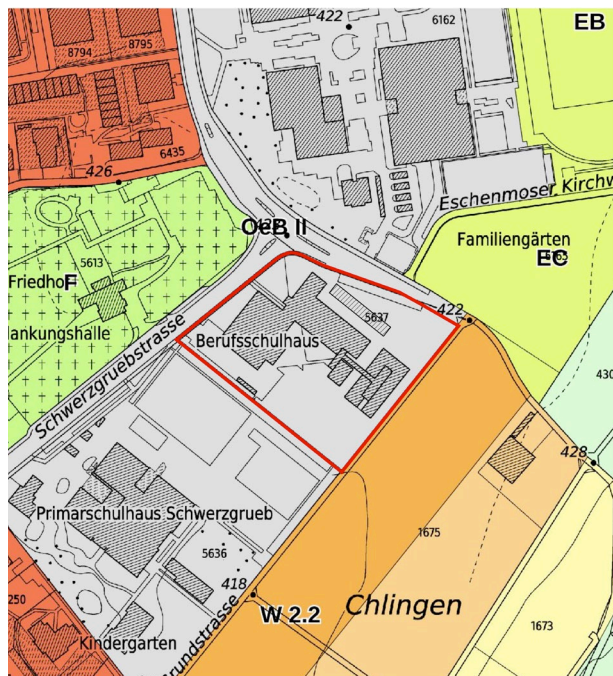 422
EB
8794
8795
6162
426
6435
Eschenmoser Kirchw
OeB II
Familiengärten
EC
5613
Friedhof
F
ankungshalle
5637
422
Berufsschulhaus
Schwerzgruebstrasse
430
428
Primarschulhaus Schwerzgrueb
1675
5636
418
Chlingen
W 2.2
1673
250
Kindergarten
Grundstrasse